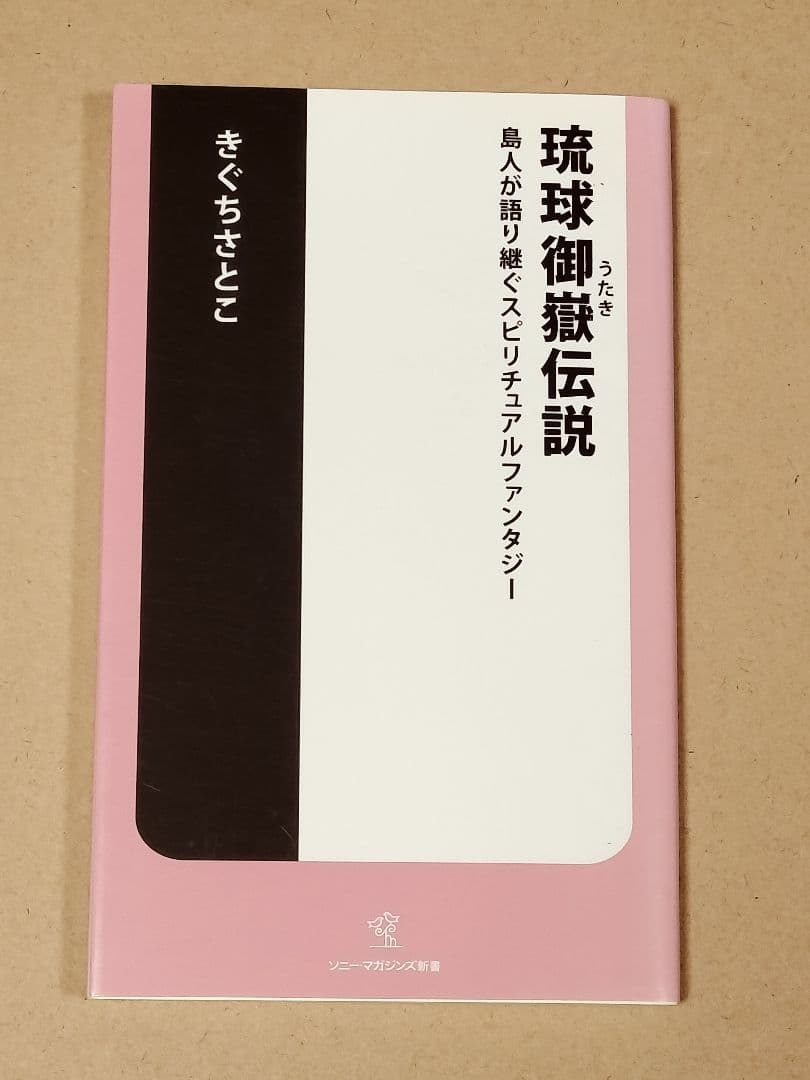 琉球御嶽伝説
うたき
島人が語り継ぐスピリチュアルファンタジー
きぐちさとこ
ソニー・マガジンズ新書